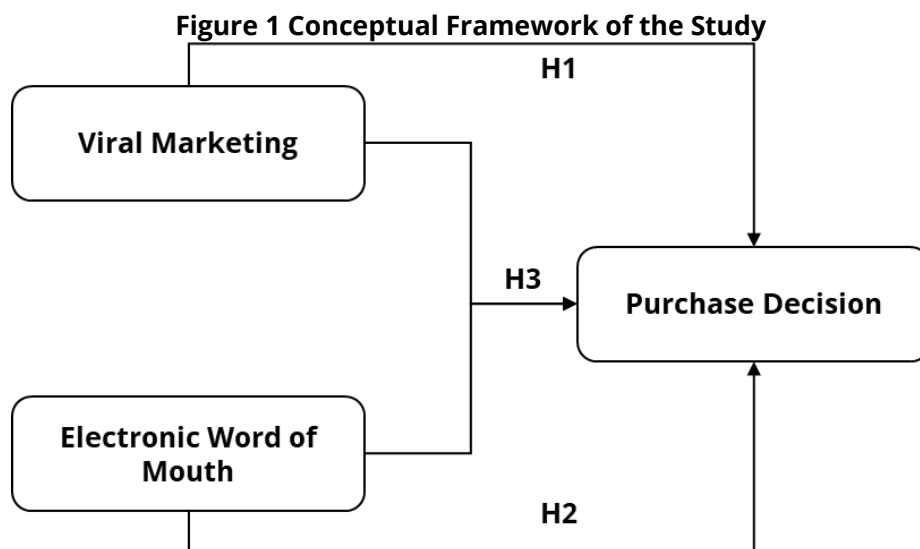 Figure 1 Conceptual Framework of the Study
H1
Viral Marketing
H3
Purchase Decision
Electronic Word of
Mouth
H2